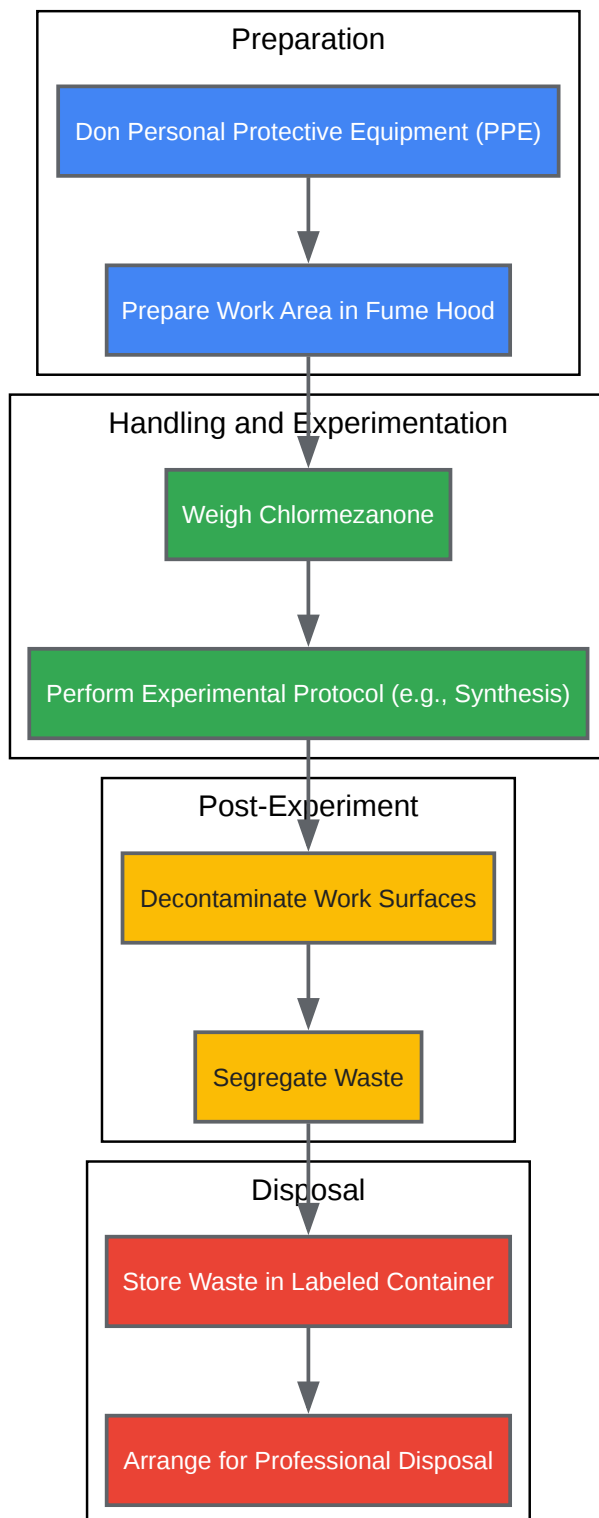 Preparation
Don Personal Protective Equipment (PPE)
Prepare Work Area in Fume Hood
Handling and Experimentation
Weigh Chlormezanone
Perform Experimental Protocol (e.g., Synthesis)
Post-Experiment
Decontaminate Work Surfaces
Segregate Waste
Disposal
Store Waste in Labeled Container
Arrange for Professional Disposal